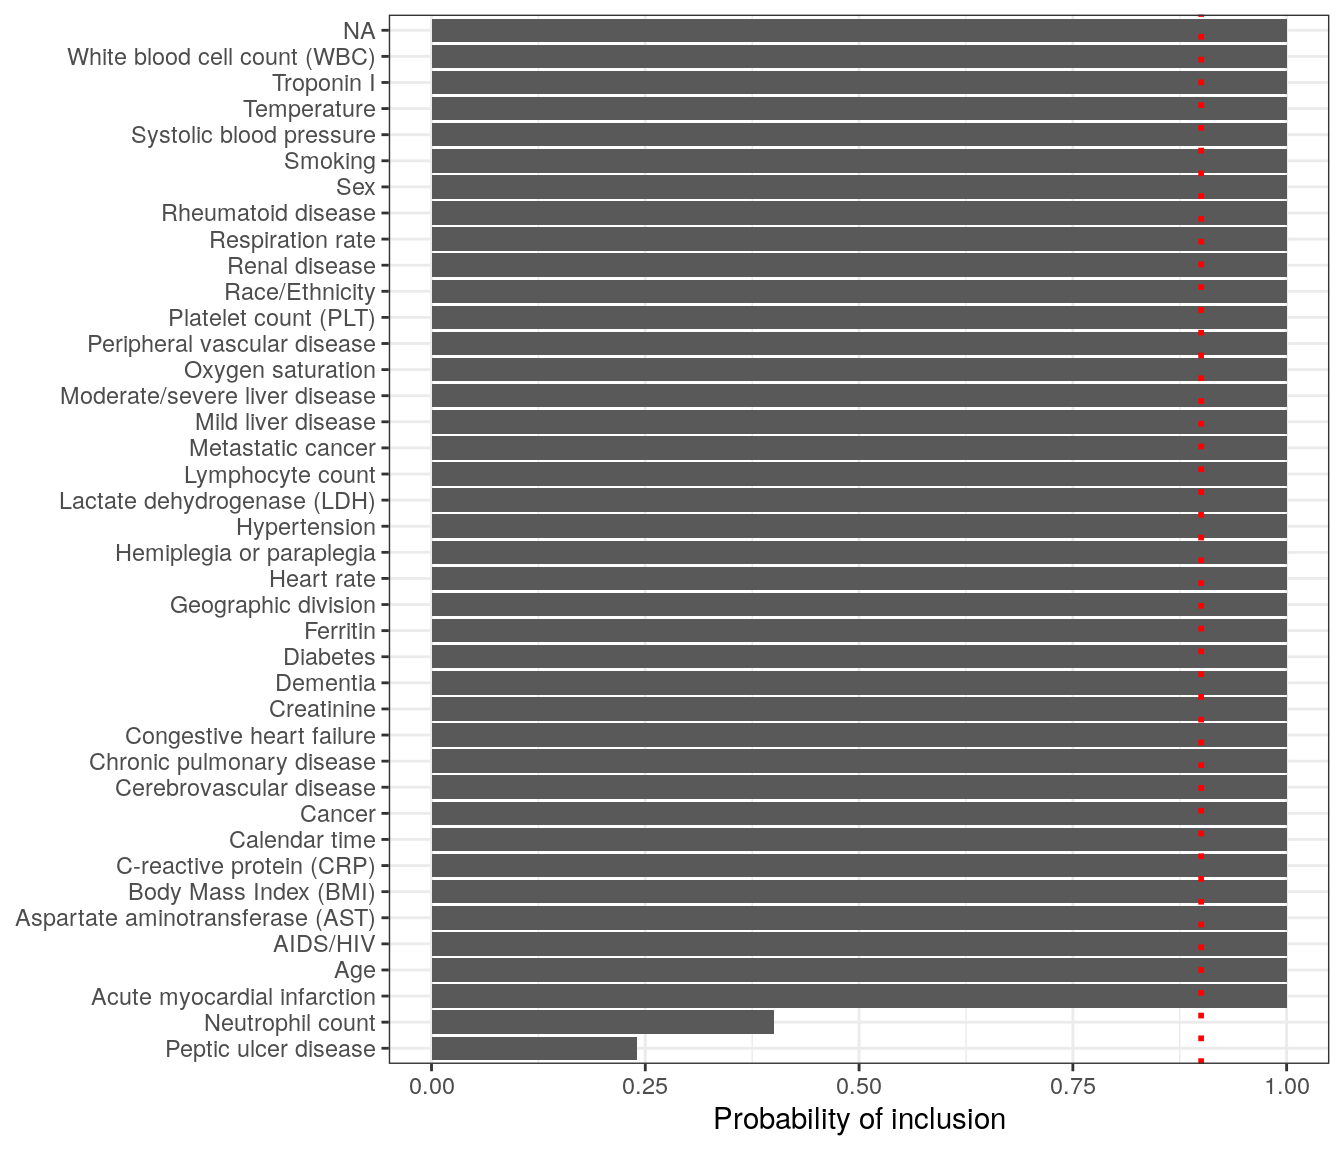 NA
White blood cell count (WBC)
Troponin I
Temperature
Systolic blood pressure
Smoking
Sex
Rheumatoid disease
Respiration rate
Renal disease
Race/Ethnicity
Platelet count (PLT)
Peripheral vascular disease
Oxygen saturation
Moderate/severe liver disease
Mild liver disease
Metastatic cancer
Lymphocyte count
Lactate dehydrogenase (LDH)
Hypertension
Hemiplegia or paraplegia
Heart rate
Geographic division
Ferritin
Diabetes
Dementia
Creatinine
Congestive heart failure
Chronic pulmonary disease
Cerebrovascular disease
Cancer
Calendar time
C-reactive protein (CRP)
Body Mass Index (BMI)
Aspartate aminotransferase (AST)
AIDS/HIV
Age
Acute myocardial infarction
Neutrophil count
Peptic ulcer disease
0.00 0.25 0.50 0.75 1.00
Probability of inclusion